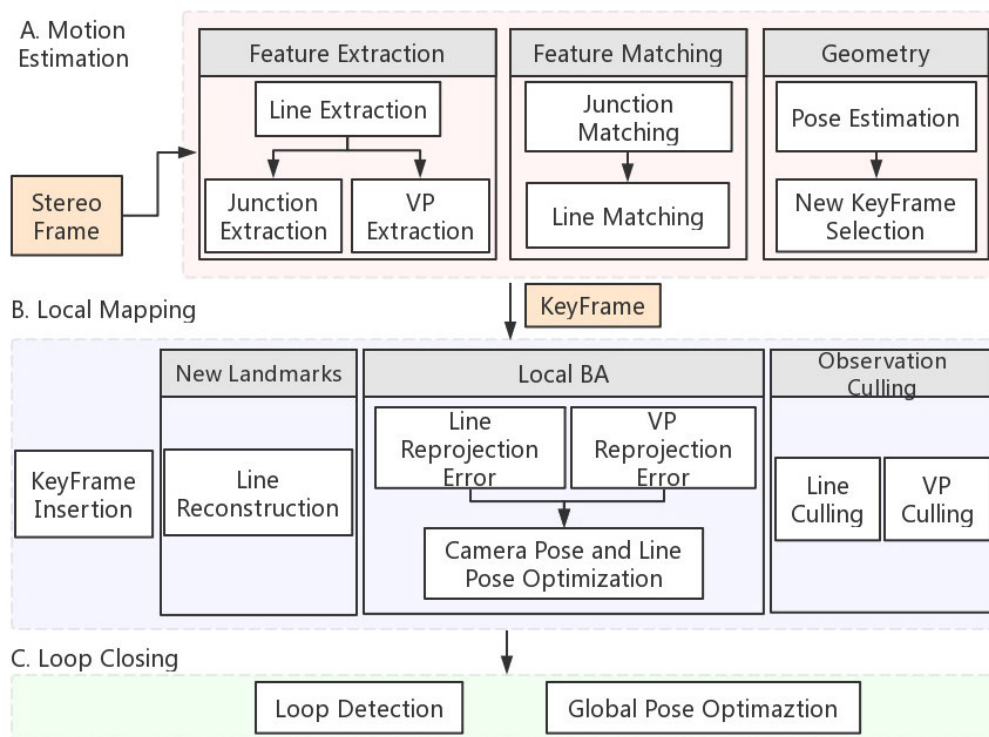 A. Motion
Estimation
Feature Extraction
Line Extraction
Junction
Extraction
VP
Extraction
Feature Matching
Junction
Matching
Line Matching
Geometry
Pose Estimation
New KeyFrame
Selection
Stereo
Frame
KeyFrame
B. Local Mapping
KeyFrame
Insertion
New Landmarks
Line
Reconstruction
Local BA
Line
Reprojection
Error
VP
Reprojection
Error
Camera Pose and Line
Pose Optimization
Observation
Culling
Line
Culling
VP
Culling
C. Loop Closing
Loop Detection
Global Pose Optimaztion